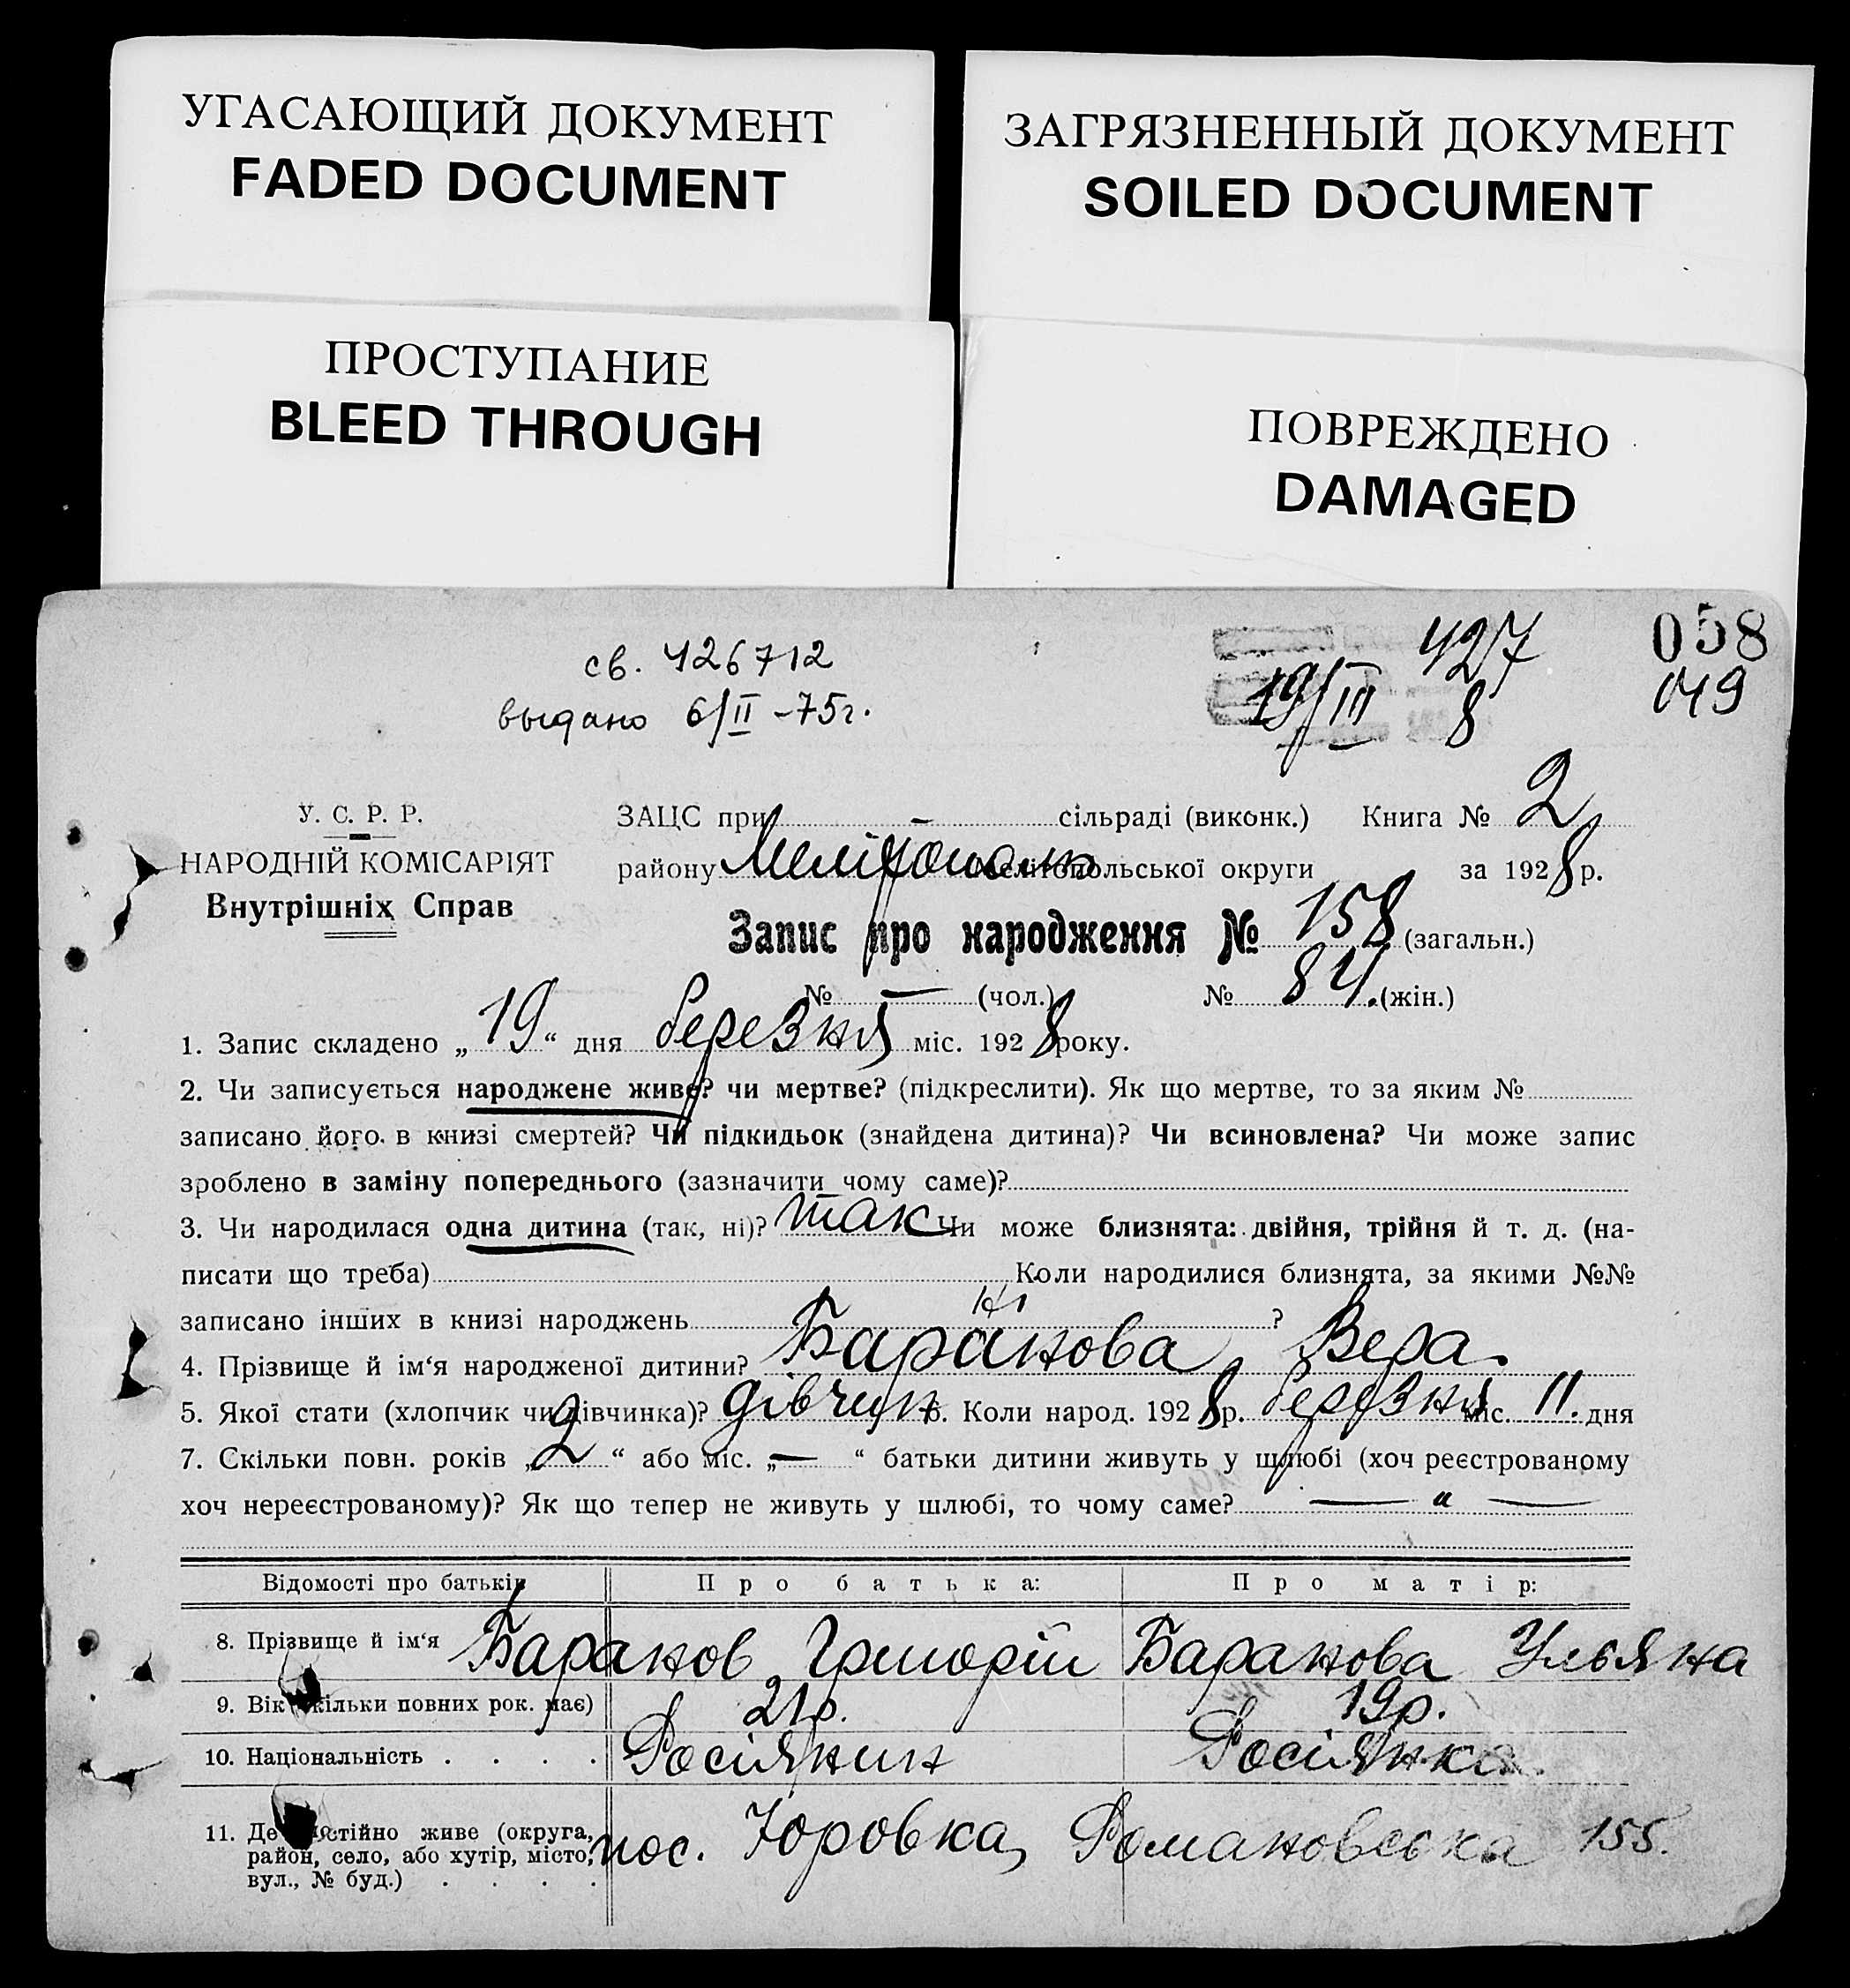 УГАСАЮЩИЙ ДОКУМЕНТ
FADED DOCUMENT
ЗАГРЯЗНЕННЫЙ ДОКУМЕНТ
SOILED DOCUMENT
ПРОСТУПАНИЕ
BLEED THROUGH
ПОВРЕЖДЕНО
DAMAGED
св. 426712
выдано 6/II -75г.
427
19/III 8
058
049
У. С. Р. Р.
НАРОДНІЙ КОМІСАРІЯТ
Внутрішніх Справ
ЗАЦС при — сільраді (виконк.) Книга № 2
району Мелітополь Мелітопольської округи за 1928 р.
Запис про народження № 158 (загальн.)
№ — (чол.) № 84. (жін.)
1. Запис складено „19“ дня березня міс. 1928 року.
2. Чи записується народжене живе? чи мертве? (підкреслити). Як що мертве, то за яким №
записано його в книзі смертей? Чи підкидьок (знайдена дитина)? Чи всиновлена? Чи може запис
зроблено в заміну попереднього (зазначити чому саме)?
3. Чи народилася одна дитина (так, ні)? так Чи може близнята: двійня, трійня й т. д. (на-
писати що треба) Коли народилися близнята, за якими №№
записано інших в книзі народжень ?
4. Прізвище й ім‘я народженої дитини? Баранова Вера.
5. Якої стати (хлопчик чи дівчинка)? дівчин 6. Коли народ. 1928 р. березня міс. 11. дня
7. Скільки повн. років „2“ або міс. „—“ батьки дитини живуть у шлюбі (хоч реєстрованому
хоч нереєстрованому)? Як що тепер не живуть у шлюбі, то чому саме? — „ —
Відомості про батьків Про батька: Про матір:
8. Прізвище й ім‘я Баранов Григорій Баранова Ульяна
9. Вік (скільки повних рок. має) 21р. 19р.
10. Національність . . . . Росіянин Росіянка.
11. Де постійно живе (округа,
район, село, або хутір, місто,
вул., № буд.) . . . .
пос. Юровка, Романовська 155.